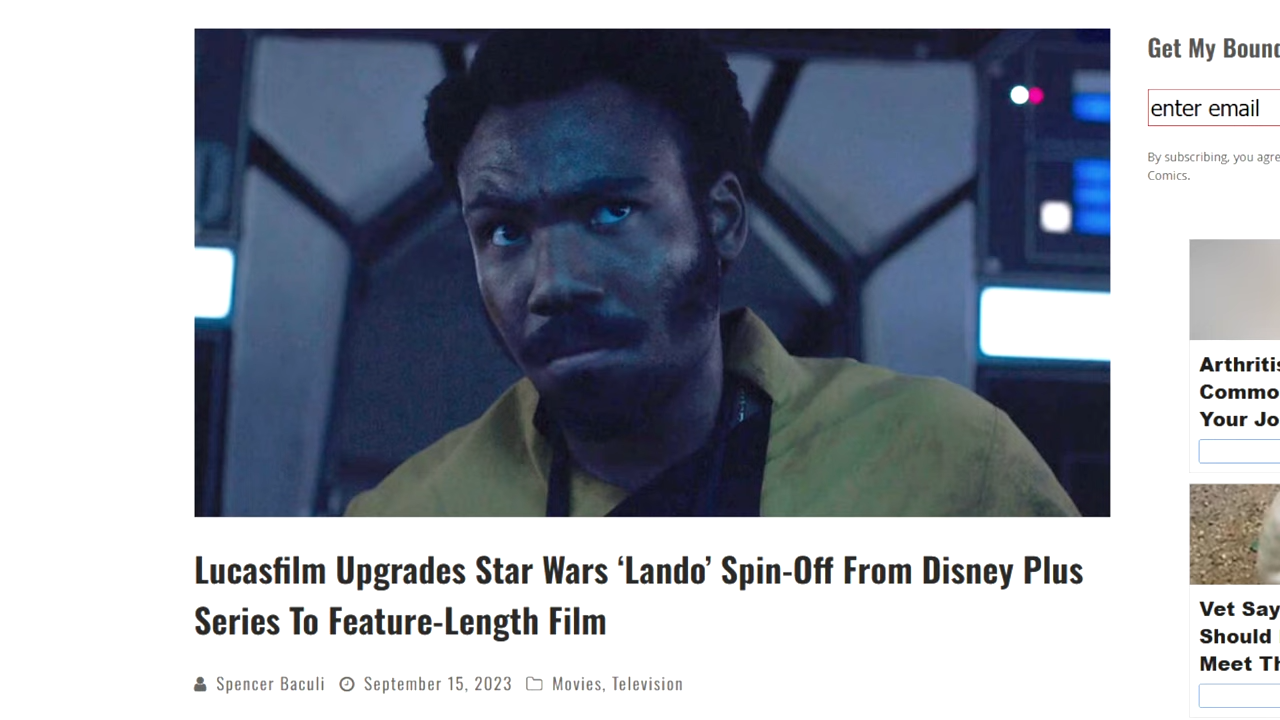 Get My Boun
enter email
By subscribing, you agre
Comics.
Arthritis
Commo
Your Jo
Lucasfilm Upgrades Star Wars ‘Lando’ Spin-Off From Disney Plus
Series To Feature-Length Film
Spencer Baculi September 15, 2023 Movies, Television
Vet Say
Should
Meet Th